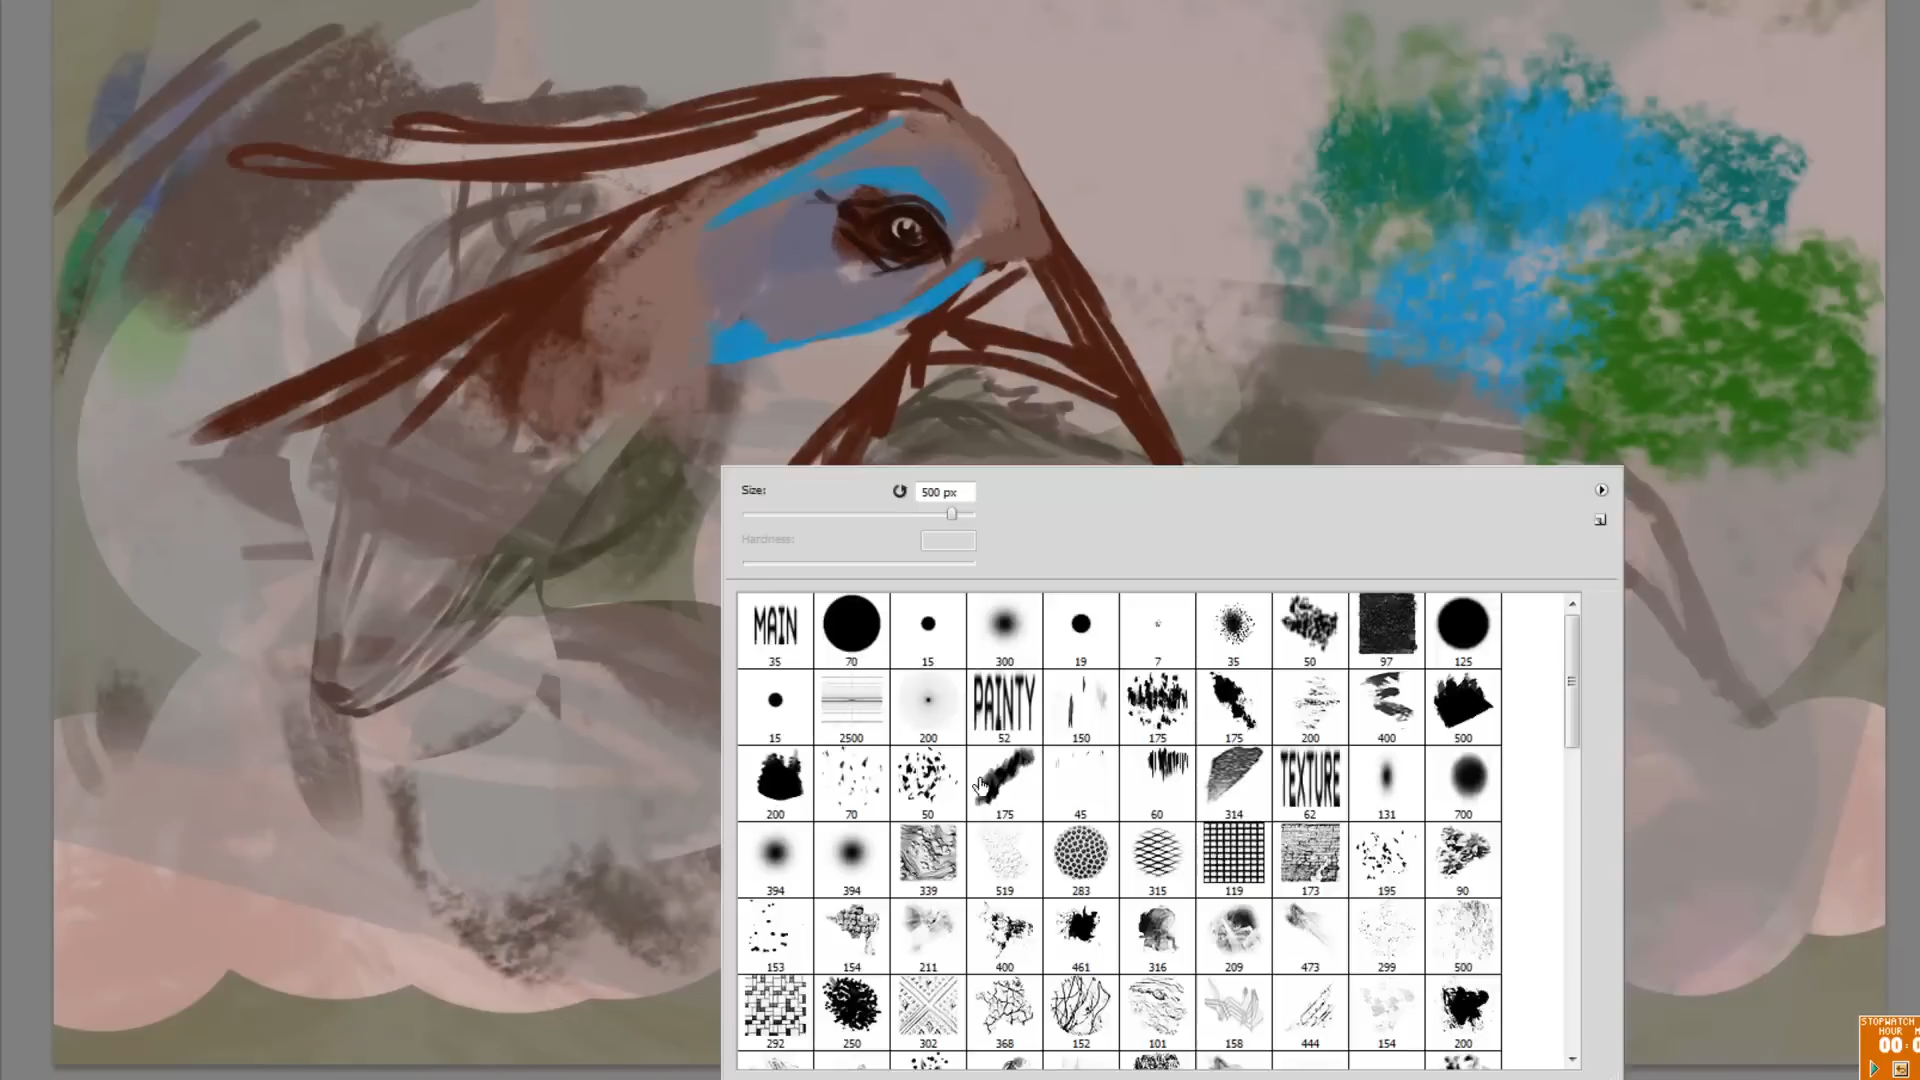 Size:
500 px
Hardness:
MAIN
35 70 15 300 19 7 35 50 97 125
PAINTY
15 2500 200 52 150 175 175 200 400 500
TEXTURE
200 70 50 175 45 60 314 62 131 700
394 394 339 519 283 315 119 173 195 90
153 154 211 400 461 316 209 473 299 500
292 250 302 368 152 101 158 444 154 200
STOPWATCH
HOUR
00: